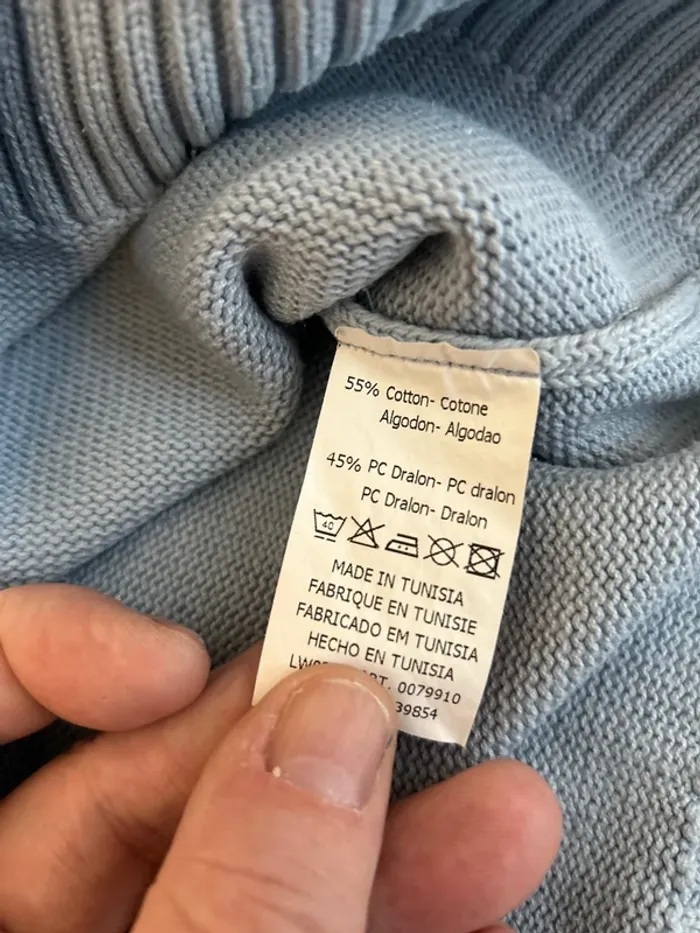 55% Cotton- Cotone
Algodon- Algodao
45% PC Dralon- PC dralon
PC Dralon- Dralon
40
MADE IN TUNISIA
FABRIQUE EN TUNISIE
FABRICADO EM TUNISIA
HECHO EN TUNISIA
0079910
39854